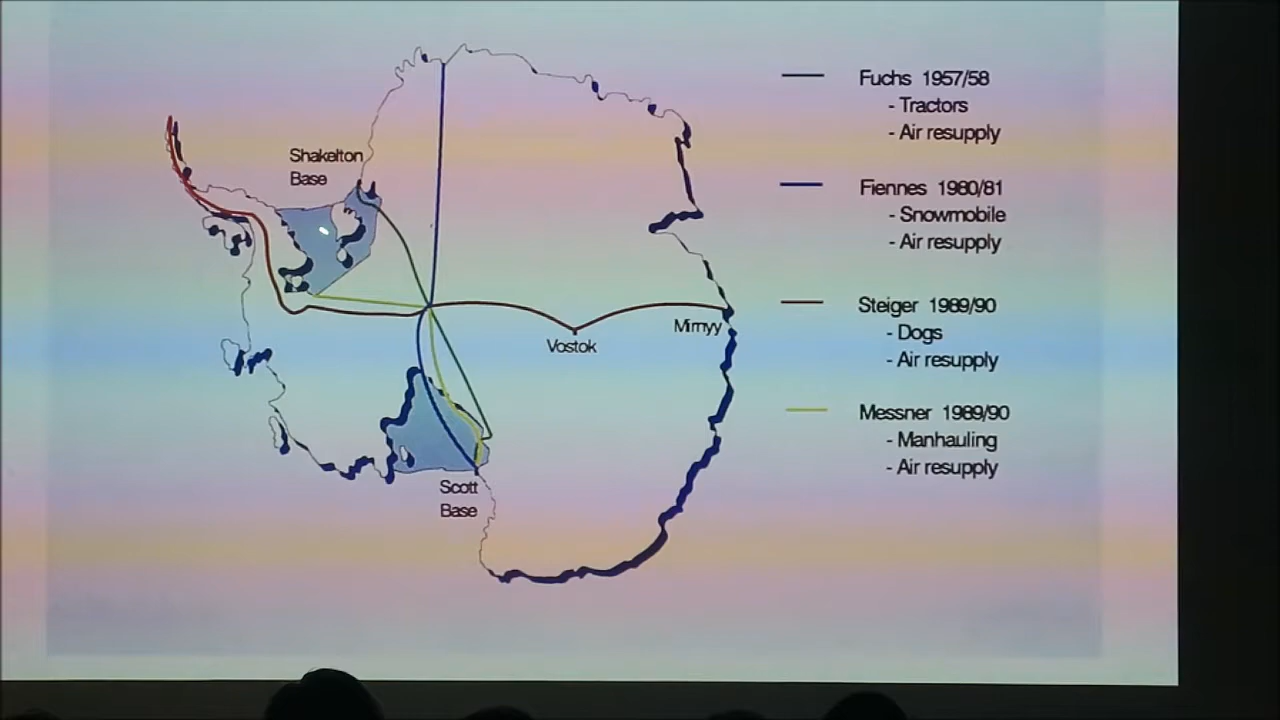 Shakelton
Base
Vostok
Mirnyy
Scott
Base
Fuchs 1957/58
- Tractors
- Air resupply
Fiennes 1980/81
- Snowmobile
- Air resupply
Steiger 1989/90
- Dogs
- Air resupply
Messner 1989/90
- Manhauling
- Air resupply